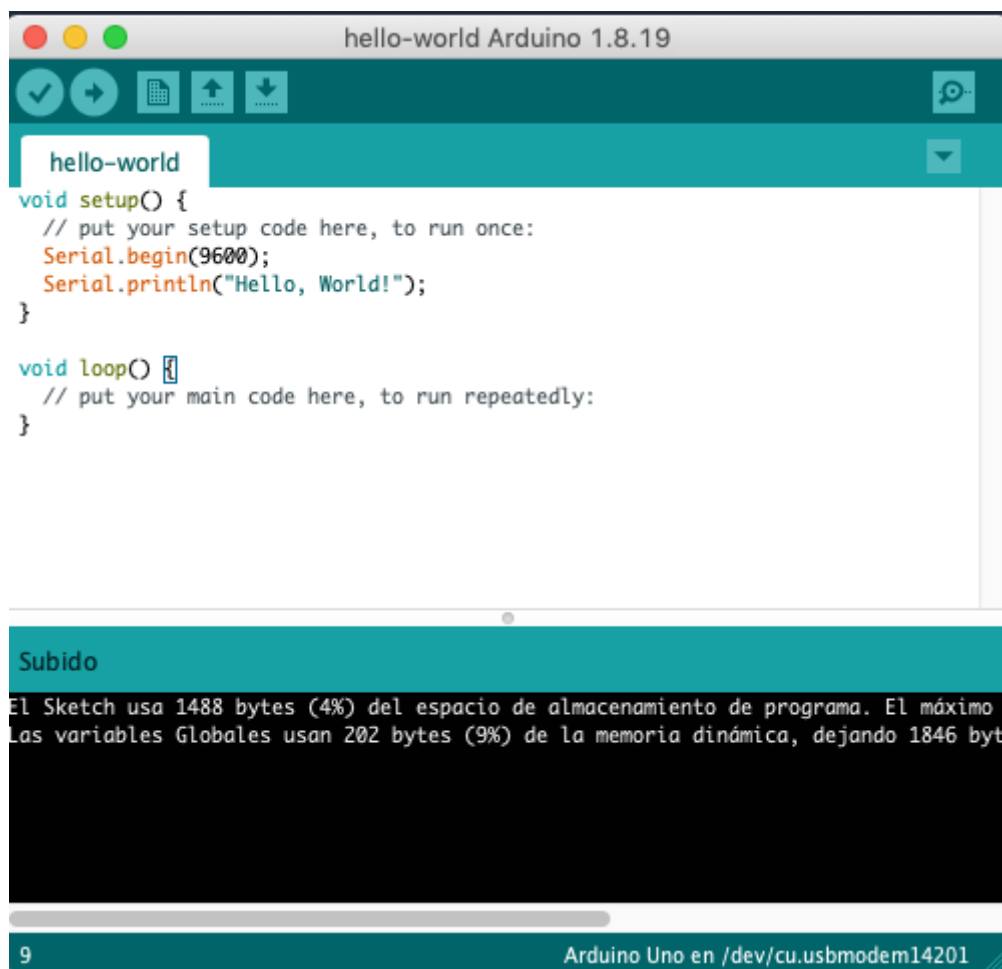 hello-world Arduino 1.8.19
hello-world
void setup() {
  // put your setup code here, to run once:
  Serial.begin(9600);
  Serial.println("Hello, World!");
}
void loop() {
  // put your main code here, to run repeatedly:
}
Subido
El Sketch usa 1488 bytes (4%) del espacio de almacenamiento de programa. El máximo
Las variables Globales usan 202 bytes (9%) de la memoria dinámica, dejando 1846 byt
9
Arduino Uno en /dev/cu.usbmodem14201